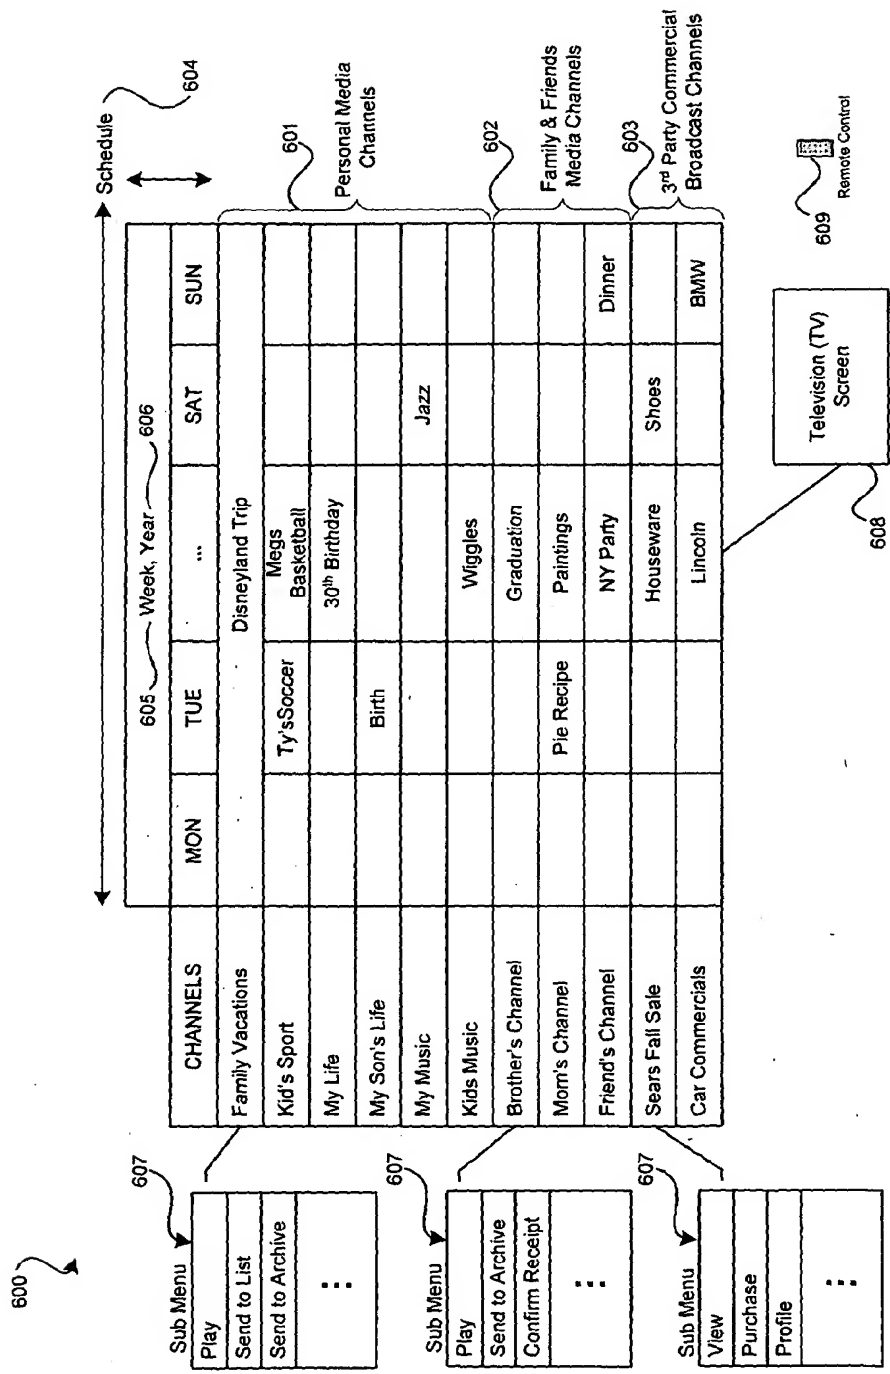 600
Schedule
604
605 Week, Year 606
CHANNELS MON TUE ... SAT SUN
Family Vacations Disneyland Trip
Kid's Sport Ty'sSoccer Megs
Basketball
My Life 30th Birthday
My Son's Life Birth
My Music Jazz
Kids Music Wiggles
Brother's Channel Graduation
Mom's Channel Pie Recipe Paintings
Friend's Channel NY Party Dinner
Sears Fall Sale Houseware Shoes
Car Commercials Lincoln BMW
601
Personal Media
Channels
602
Family & Friends
Media Channels
603
3rd Party Commercial
Broadcast Channels
Sub Menu
607
Play
Send to List
Send to Archive
Sub Menu
607
Play
Send to Archive
Confirm Receipt
Sub Menu
607
View
Purchase
Profile
Television (TV)
Screen
608
609
Remote Control